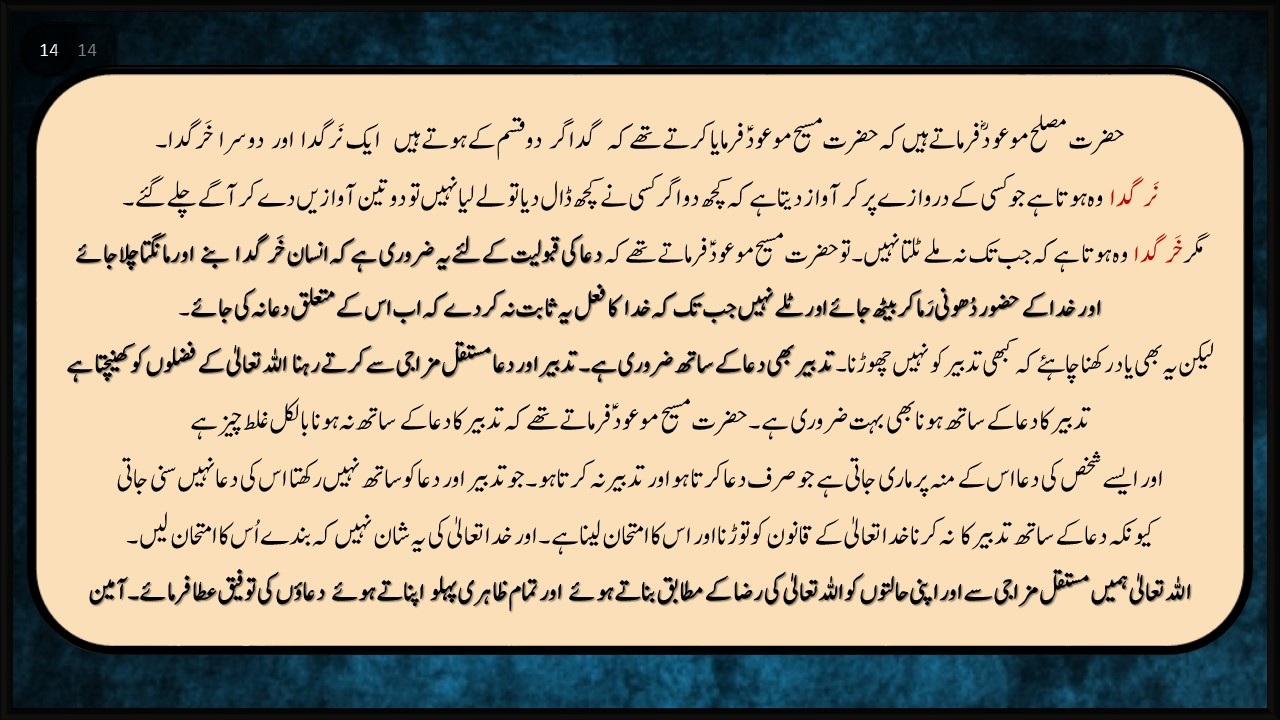 14 14
حضرت مصلح موعودؓ فرماتے ہیں کہ حضرت مسیح موعودؑ فرمایا کرتے تھے کہ گداگر دو قسم کے ہوتے ہیں ایک نَر گدا اور دوسرا خَر گدا۔
نَر گدا وہ ہوتا ہے جو کسی کے دروازے پر کر آواز دیتا ہے کہ کچھ دو اگر کسی نے کچھ ڈال دیا تو لے لیا نہیں تو دو تین آوازیں دے کر آگے چلے گئے۔
مگر خَر گدا وہ ہوتا ہے کہ جب تک نہ ملے ٹلتا نہیں۔ تو حضرت مسیح موعودؑ فرماتے تھے کہ دعا کی قبولیت کے لئے یہ ضروری ہے کہ انسان خَر گدا بنے اور مانگتا چلا جائے
اور خدا کے حضور دُھونی رَما کر بیٹھ جائے اور ٹلے نہیں جب تک کہ خدا کا فعل یہ ثابت نہ کر دے کہ اب اس کے متعلق دعا نہ کی جائے۔
لیکن یہ بھی یاد رکھنا چاہئے کہ کبھی تدبیر کو نہیں چھوڑنا۔ تدبیر بھی دعا کے ساتھ ضروری ہے۔ تدبیر اور دعا مستقل مزاجی سے کرتے رہنا اللہ تعالیٰ کے فضلوں کو کھینچتا ہے
تدبیر کا دعا کے ساتھ ہونا بھی بہت ضروری ہے۔ حضرت مسیح موعودؑ فرماتے تھے کہ تدبیر کا دعا کے ساتھ نہ ہونا بالکل غلط چیز ہے
اور ایسے شخص کی دعا اس کے منہ پر ماری جاتی ہے جو صرف دعا کرتا ہو اور تدبیر نہ کرتا ہو۔ جو تدبیر اور دعا کو ساتھ نہیں رکھتا اس کی دعا نہیں سنی جاتی
کیونکہ دعا کے ساتھ تدبیر کا نہ کرنا خدا تعالیٰ کے قانون کو توڑنا اور اس کا امتحان لینا ہے۔ اور خدا تعالیٰ کی یہ شان نہیں کہ بندے اُس کا امتحان لیں۔
اللہ تعالیٰ ہمیں مستقل مزاجی سے اور اپنی حالتوں کو اللہ تعالیٰ کی رضا کے مطابق بناتے ہوئے اور تمام ظاہری پہلو اپناتے ہوئے دعاؤں کی توفیق عطا فرمائے۔ آمین